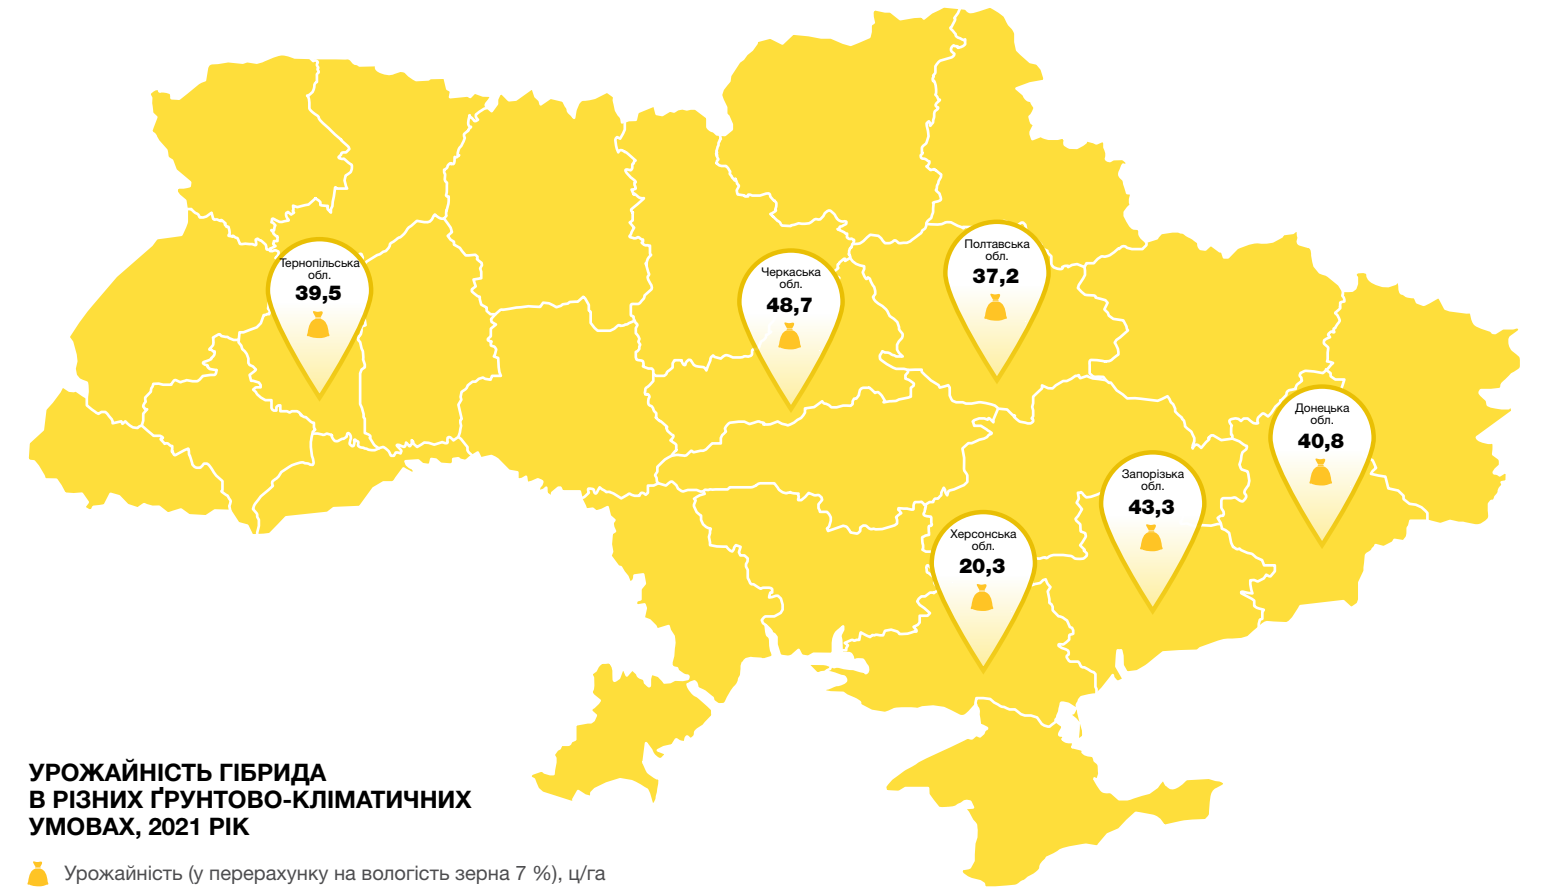 Тернопільська
обл.
39,5
Черкаська
обл.
48,7
Полтавська
обл.
37,2
Донецька
обл.
40,8
Запорізька
обл.
43,3
Херсонська
обл.
20,3
УРОЖАЙНІСТЬ ГІБРИДА
В РІЗНИХ ҐРУНТОВО-КЛІМАТИЧНИХ
УМОВАХ, 2021 РІК
Урожайність (у перерахунку на вологість зерна 7 %), ц/га